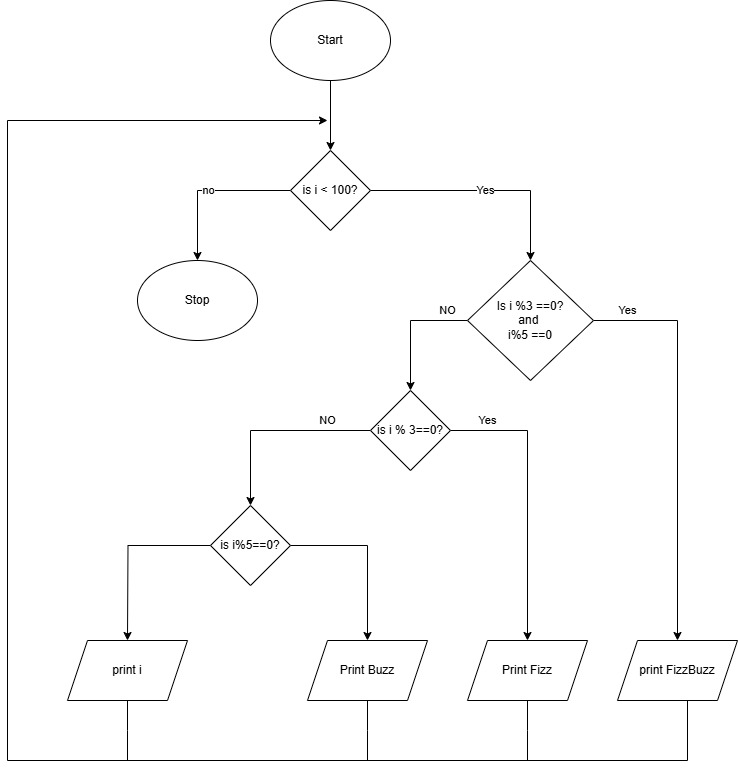 Start
is i < 100?
no
Yes
Stop
Is i %3 ==0?
and
i%5 ==0
NO
Yes
is i % 3==0?
NO
Yes
is i%5==0?
print i
Print Buzz
Print Fizz
print FizzBuzz